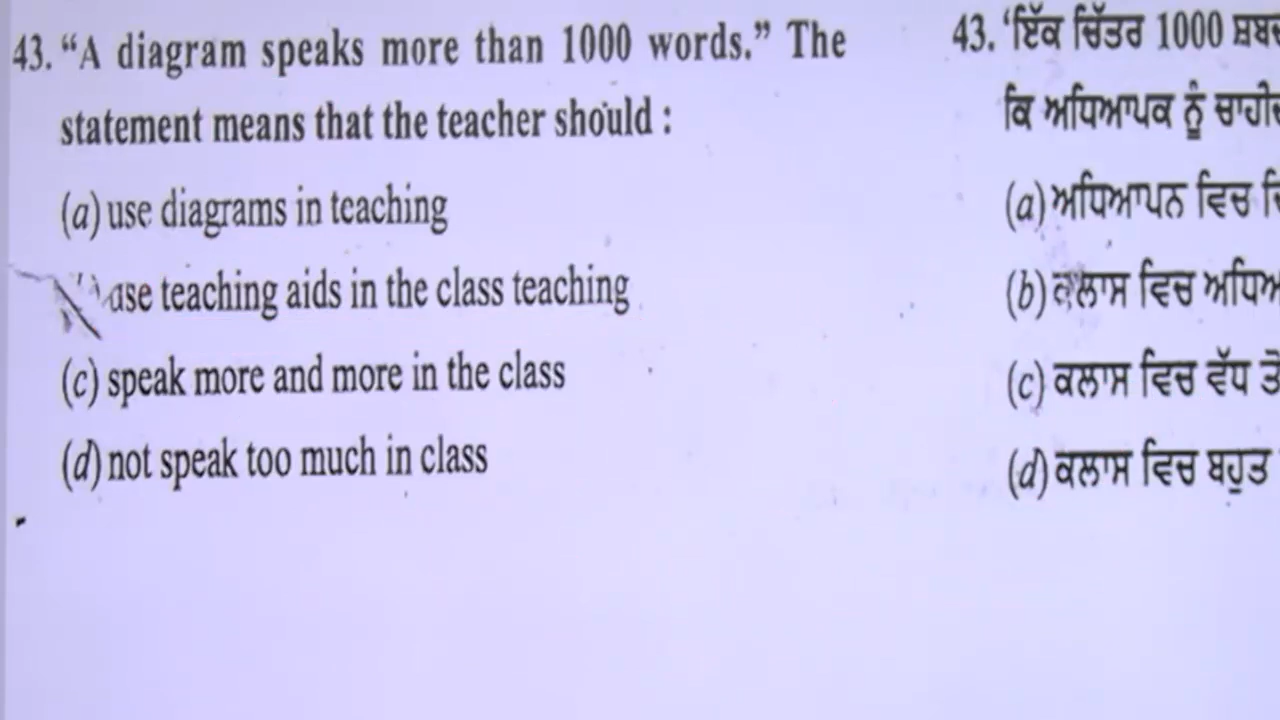 43. “A diagram speaks more than 1000 words.” The
statement means that the teacher should :
(a) use diagrams in teaching
use teaching aids in the class teaching
(c) speak more and more in the class
(d) not speak too much in class
43. ‘ਇੱਕ ਚਿੱਤਰ 1000
ਕਿ ਅਧਿਆਪਕ ਨੂੰ
(a) ਅਧਿਆਪਨ ਵਿਚ
(b) ਕਲਾਸ ਵਿਚ
(c) ਕਲਾਸ ਵਿਚ ਵੱਧ
(d) ਕਲਾਸ ਵਿਚ ਬਹੁਤ